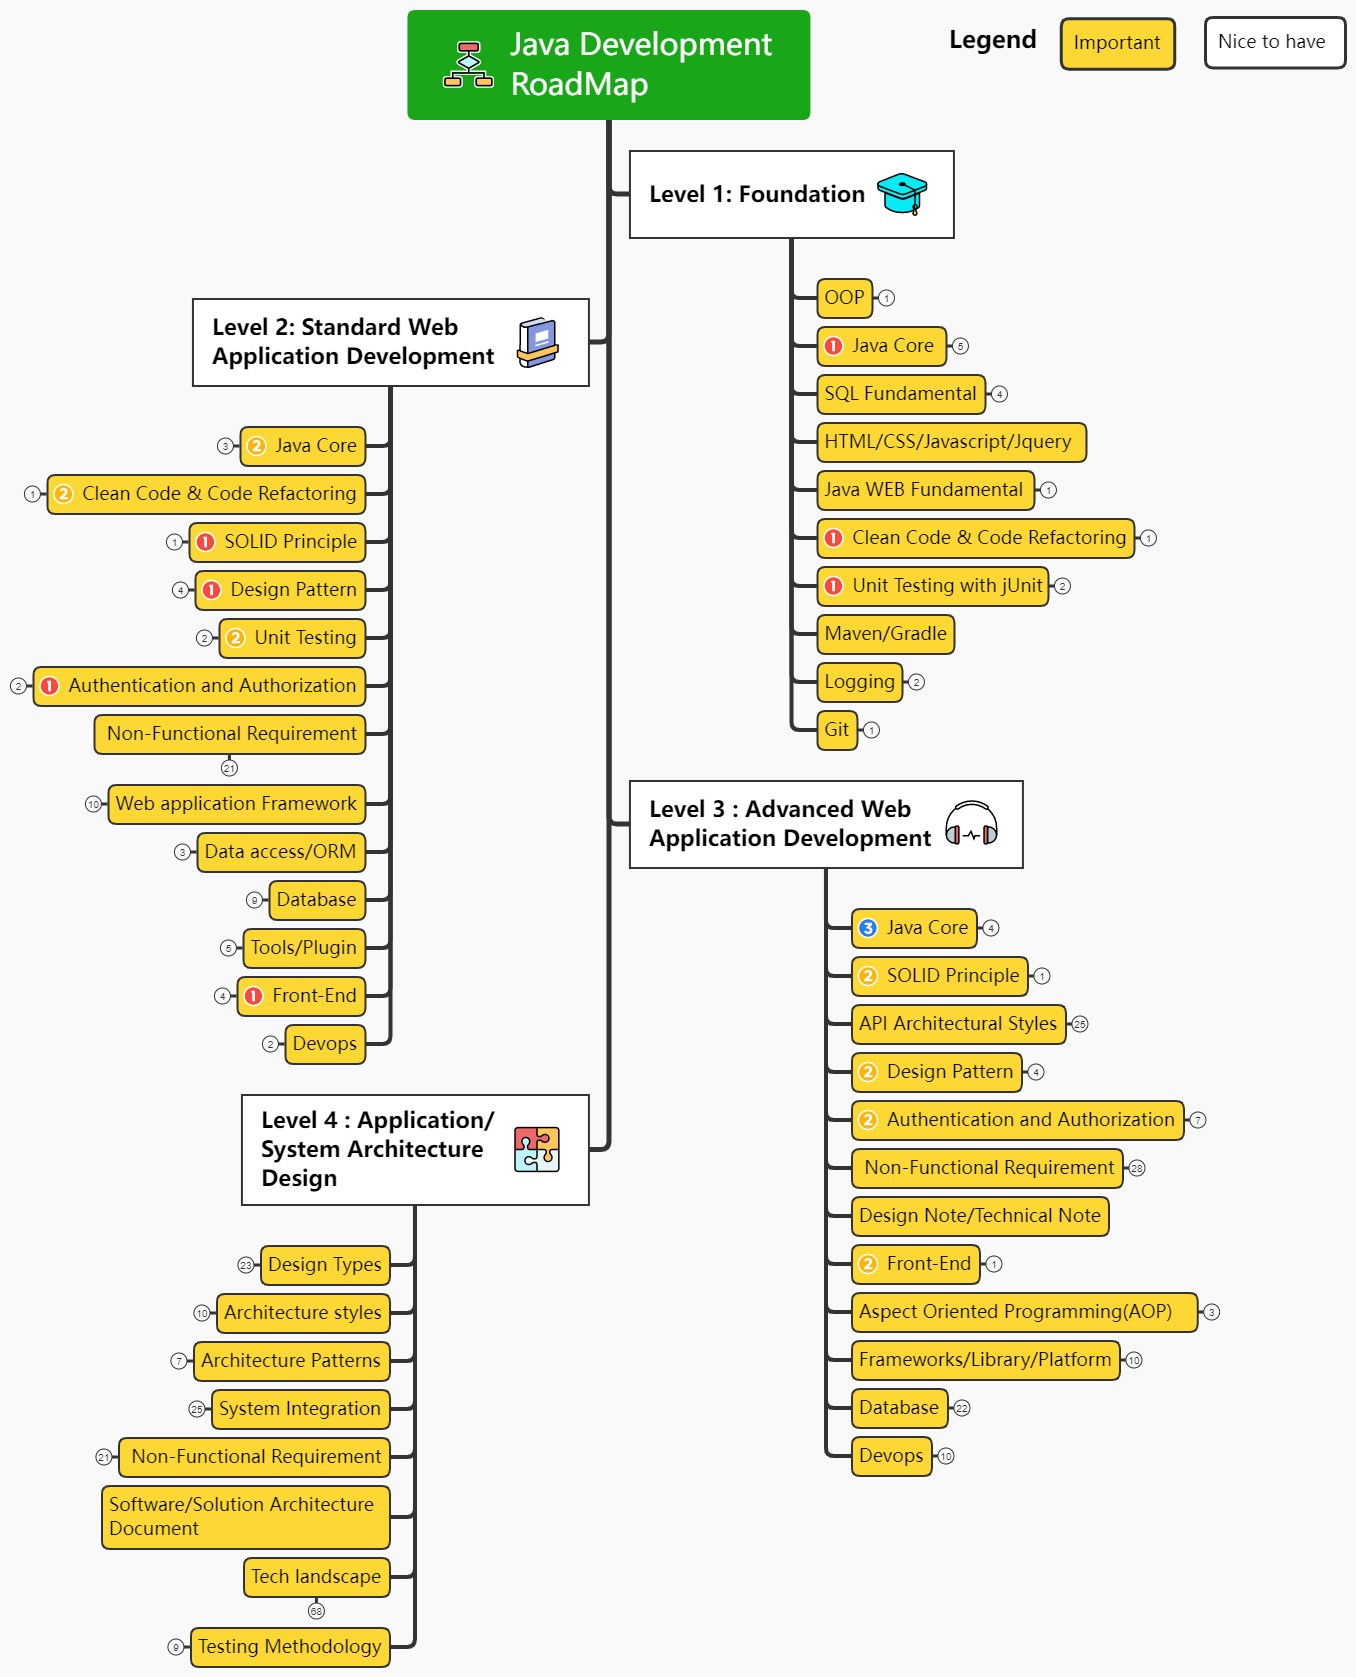 Java Development
RoadMap
Legend
Important
Nice to have
Level 1: Foundation
OOP 1
1 Java Core 5
SQL Fundamental 4
HTML/CSS/Javascript/Jquery
Java WEB Fundamental 1
1 Clean Code & Code Refactoring 1
1 Unit Testing with jUnit 2
Maven/Gradle
Logging 2
Git 1
Level 2: Standard Web
Application Development
3 2 Java Core
1 2 Clean Code & Code Refactoring
1 1 SOLID Principle
4 1 Design Pattern
2 2 Unit Testing
2 1 Authentication and Authorization
Non-Functional Requirement
21
10 Web application Framework
3 Data access/ORM
9 Database
5 Tools/Plugin
4 1 Front-End
2 Devops
Level 3 : Advanced Web
Application Development
3 Java Core 4
2 SOLID Principle 1
API Architectural Styles 25
2 Design Pattern 4
2 Authentication and Authorization 7
Non-Functional Requirement 28
Design Note/Technical Note
2 Front-End 1
Aspect Oriented Programming(AOP) 3
Frameworks/Library/Platform 10
Database 22
Devops 10
Level 4 : Application/
System Architecture
Design
23 Design Types
10 Architecture styles
7 Architecture Patterns
25 System Integration
21 Non-Functional Requirement
Software/Solution Architecture
Document
Tech landscape
68
9 Testing Methodology